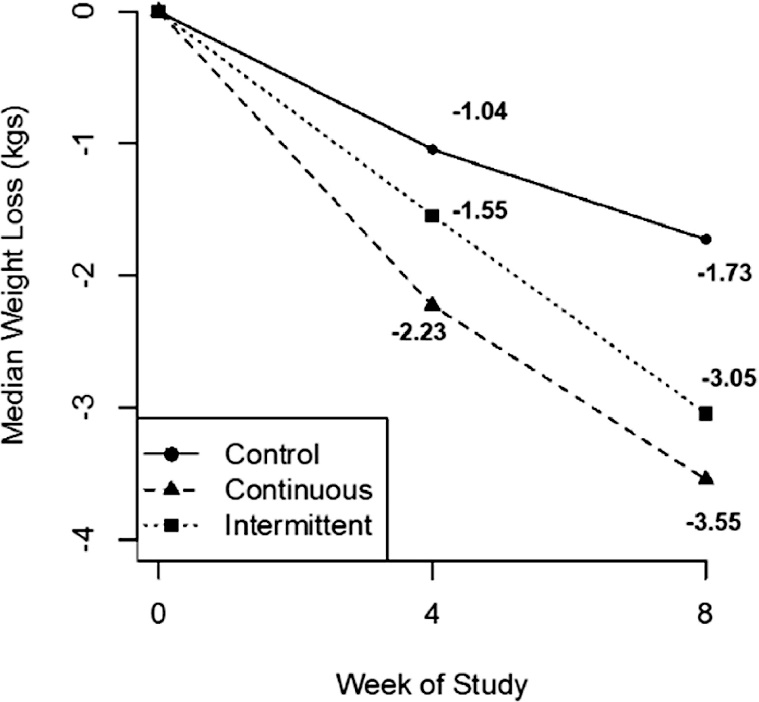 Median Weight Loss (kgs)
0
-1
-2
-3
-4
-1.04
-1.55
-2.23
-1.73
-3.05
-3.55
Control
Continuous
Intermittent
0 4 8
Week of Study